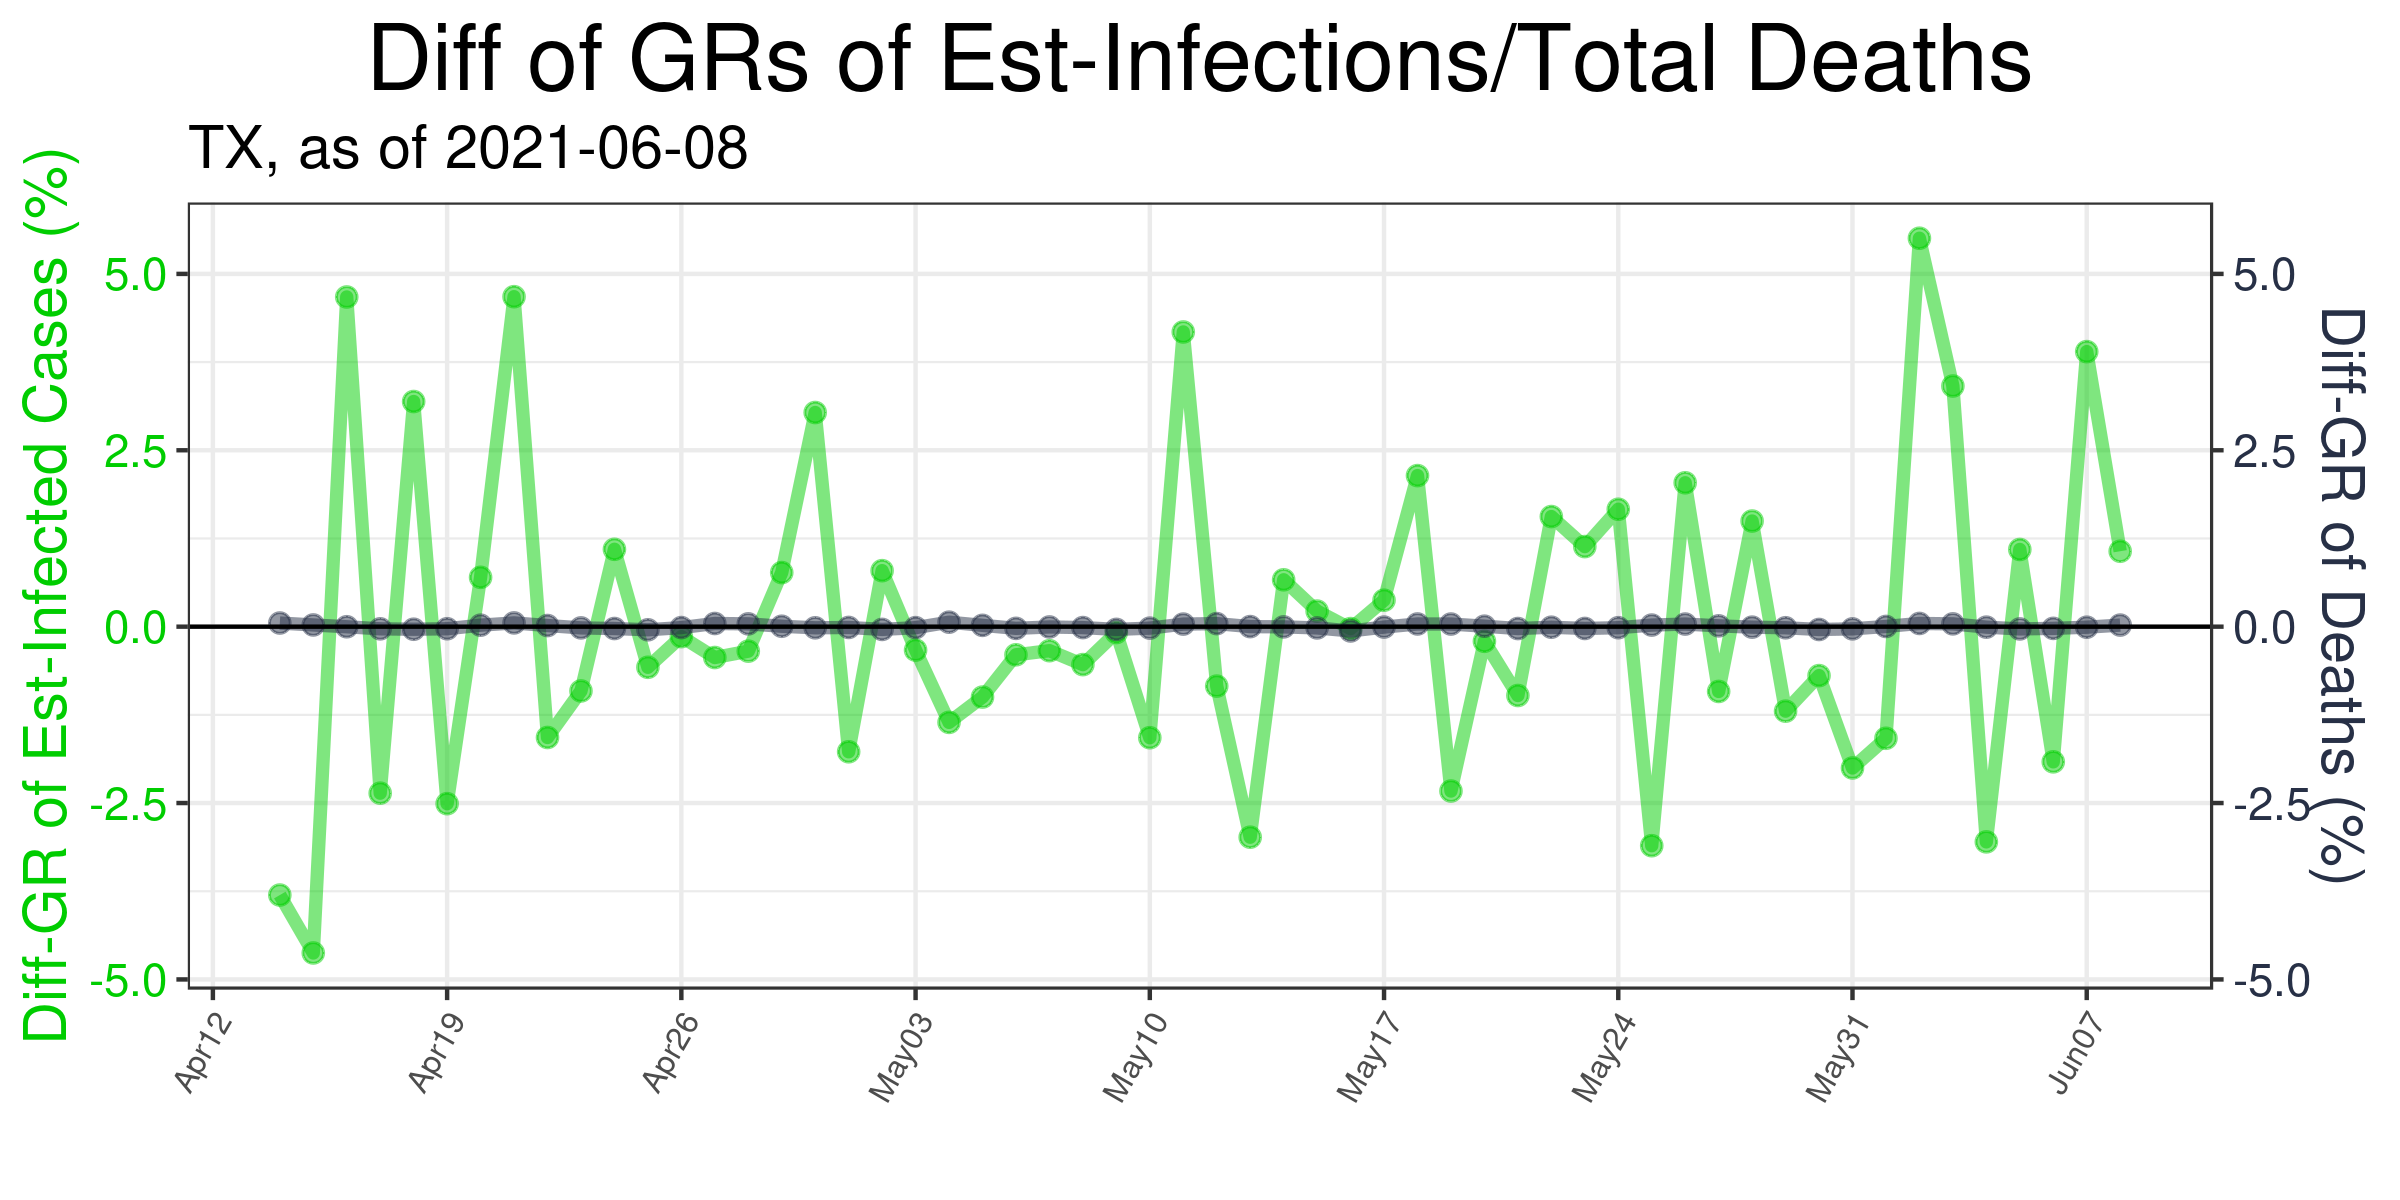 Diff of GRs of Est-Infections/Total Deaths
TX, as of 2021-06-08
Diff-GR of Est-Infected Cases (%)
5.0
2.5
0.0
-2.5
-5.0
5.0
2.5
0.0
-2.5
-5.0
Diff-GR of Deaths (%)
Apr12
Apr19
Apr26
May03
May10
May17
May24
May31
Jun07